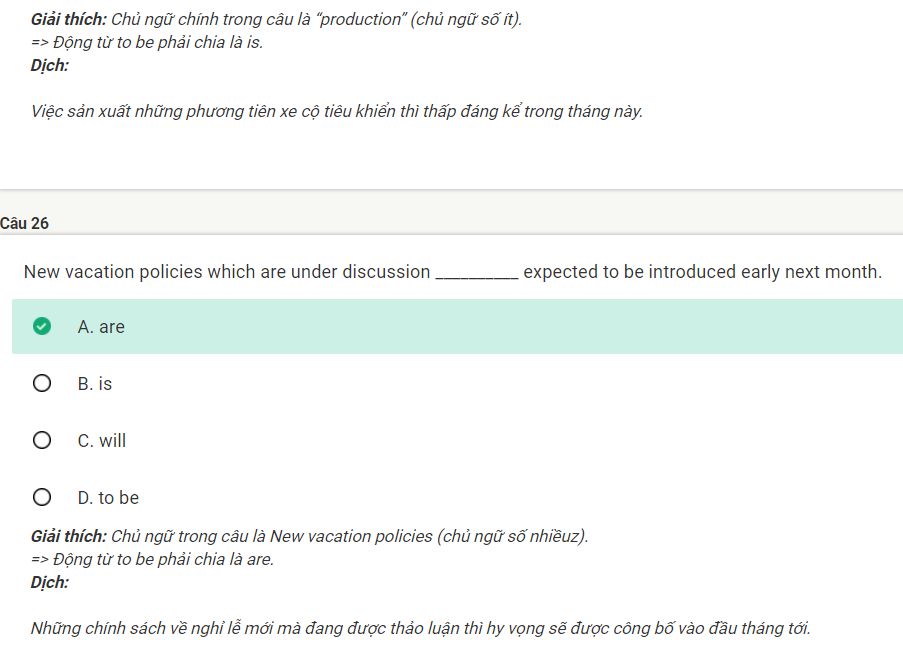 Giải thích: Chủ ngữ chính trong câu là “production” (chủ ngữ số ít).
=> Động từ to be phải chia là is.
Dịch:
Việc sản xuất những phương tiên xe cộ tiêu khiển thì thấp đáng kể trong tháng này.
Câu 26
New vacation policies which are under discussion __________ expected to be introduced early next month.
A. are
B. is
C. will
D. to be
Giải thích: Chủ ngữ trong câu là New vacation policies (chủ ngữ số nhiềuz).
=> Động từ to be phải chia là are.
Dịch:
Những chính sách về nghỉ lễ mới mà đang được thảo luận thì hy vọng sẽ được công bố vào đầu tháng tới.